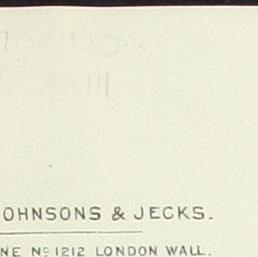 OHNSONS & JECKS.
NE Nº 1212 LONDON WALL.